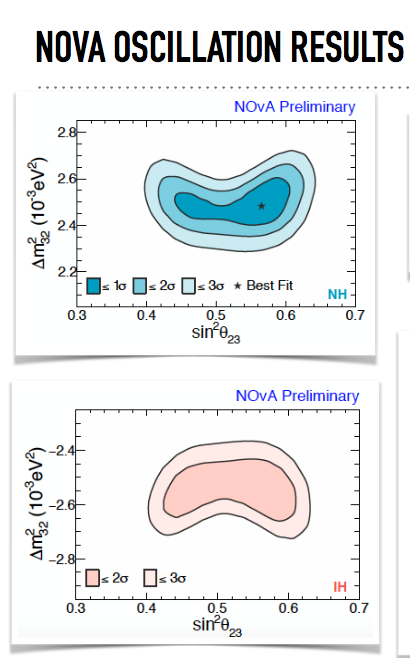 NOVA OSCILLATION RESULTS
NOvA Preliminary
Δm²₃₂ (10⁻³eV²)
2.8
2.6
2.4
2.2
≤ 1σ ≤ 2σ ≤ 3σ ★ Best Fit
NH
0.3 0.4 0.5 0.6 0.7
sin²θ₂₃
NOvA Preliminary
Δm²₃₂ (10⁻³eV²)
−2.4
−2.6
−2.8
≤ 2σ ≤ 3σ
IH
0.3 0.4 0.5 0.6 0.7
sin²θ₂₃